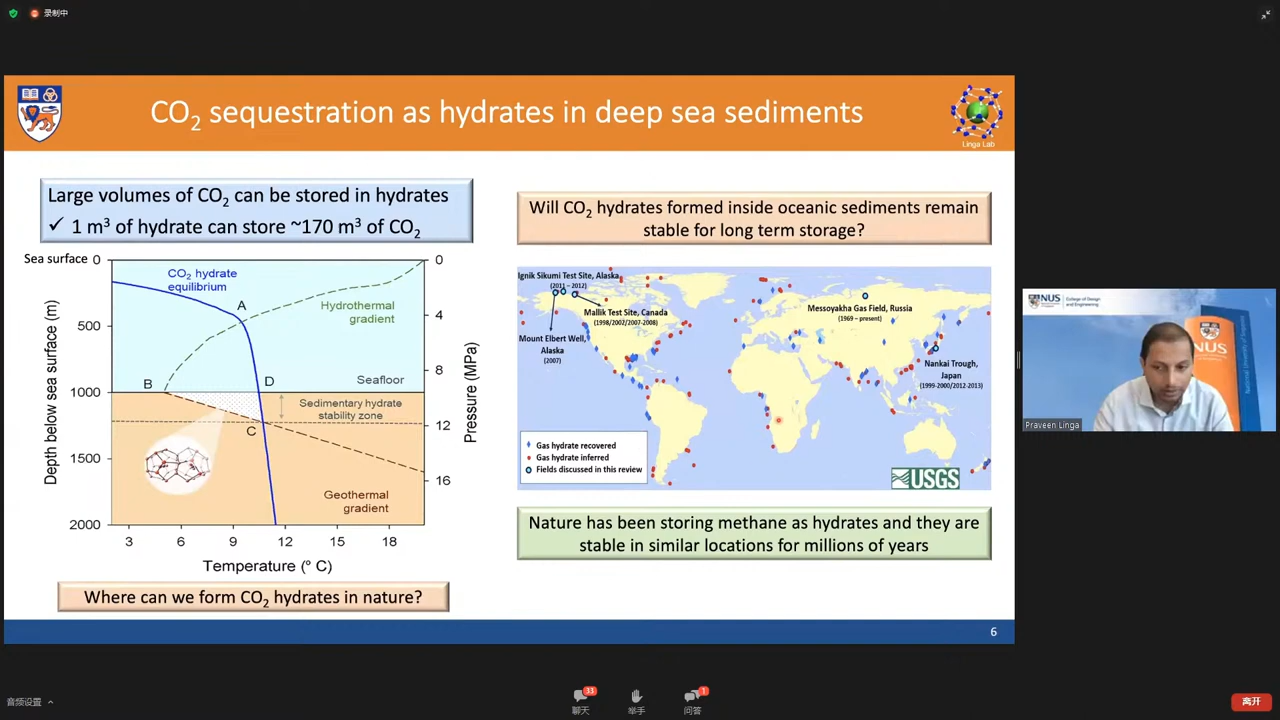 录制中
CO2 sequestration as hydrates in deep sea sediments
Linga Lab
Large volumes of CO2 can be stored in hydrates
✓ 1 m3 of hydrate can store ~170 m3 of CO2
Sea surface 0
500
1000
1500
2000
Depth below sea surface (m)
CO2 hydrate
equilibrium
A
Hydrothermal
gradient
B
D
Seafloor
Sedimentary hydrate
stability zone
C
Geothermal
gradient
0
4
8
12
16
Pressure (MPa)
3
6
9
12
15
18
Temperature (° C)
Where can we form CO2 hydrates in nature?
Will CO2 hydrates formed inside oceanic sediments remain
stable for long term storage?
Ignik Sikumi Test Site, Alaska
(2011 – 2012)
Mallik Test Site, Canada
(1998/2002/2007-2008)
Mount Elbert Well,
Alaska
(2007)
Messoyakha Gas Field, Russia
(1969 – present)
Nankai Trough,
Japan
(1999-2000/2012-2013)
Gas hydrate recovered
Gas hydrate inferred
Fields discussed in this review
USGS
Nature has been storing methane as hydrates and they are
stable in similar locations for millions of years
6
NUS
College of Design
and Engineering
NUS
National University of Singapore
Praveen Linga
音频设置
33
聊天
举手
1
问答
离开